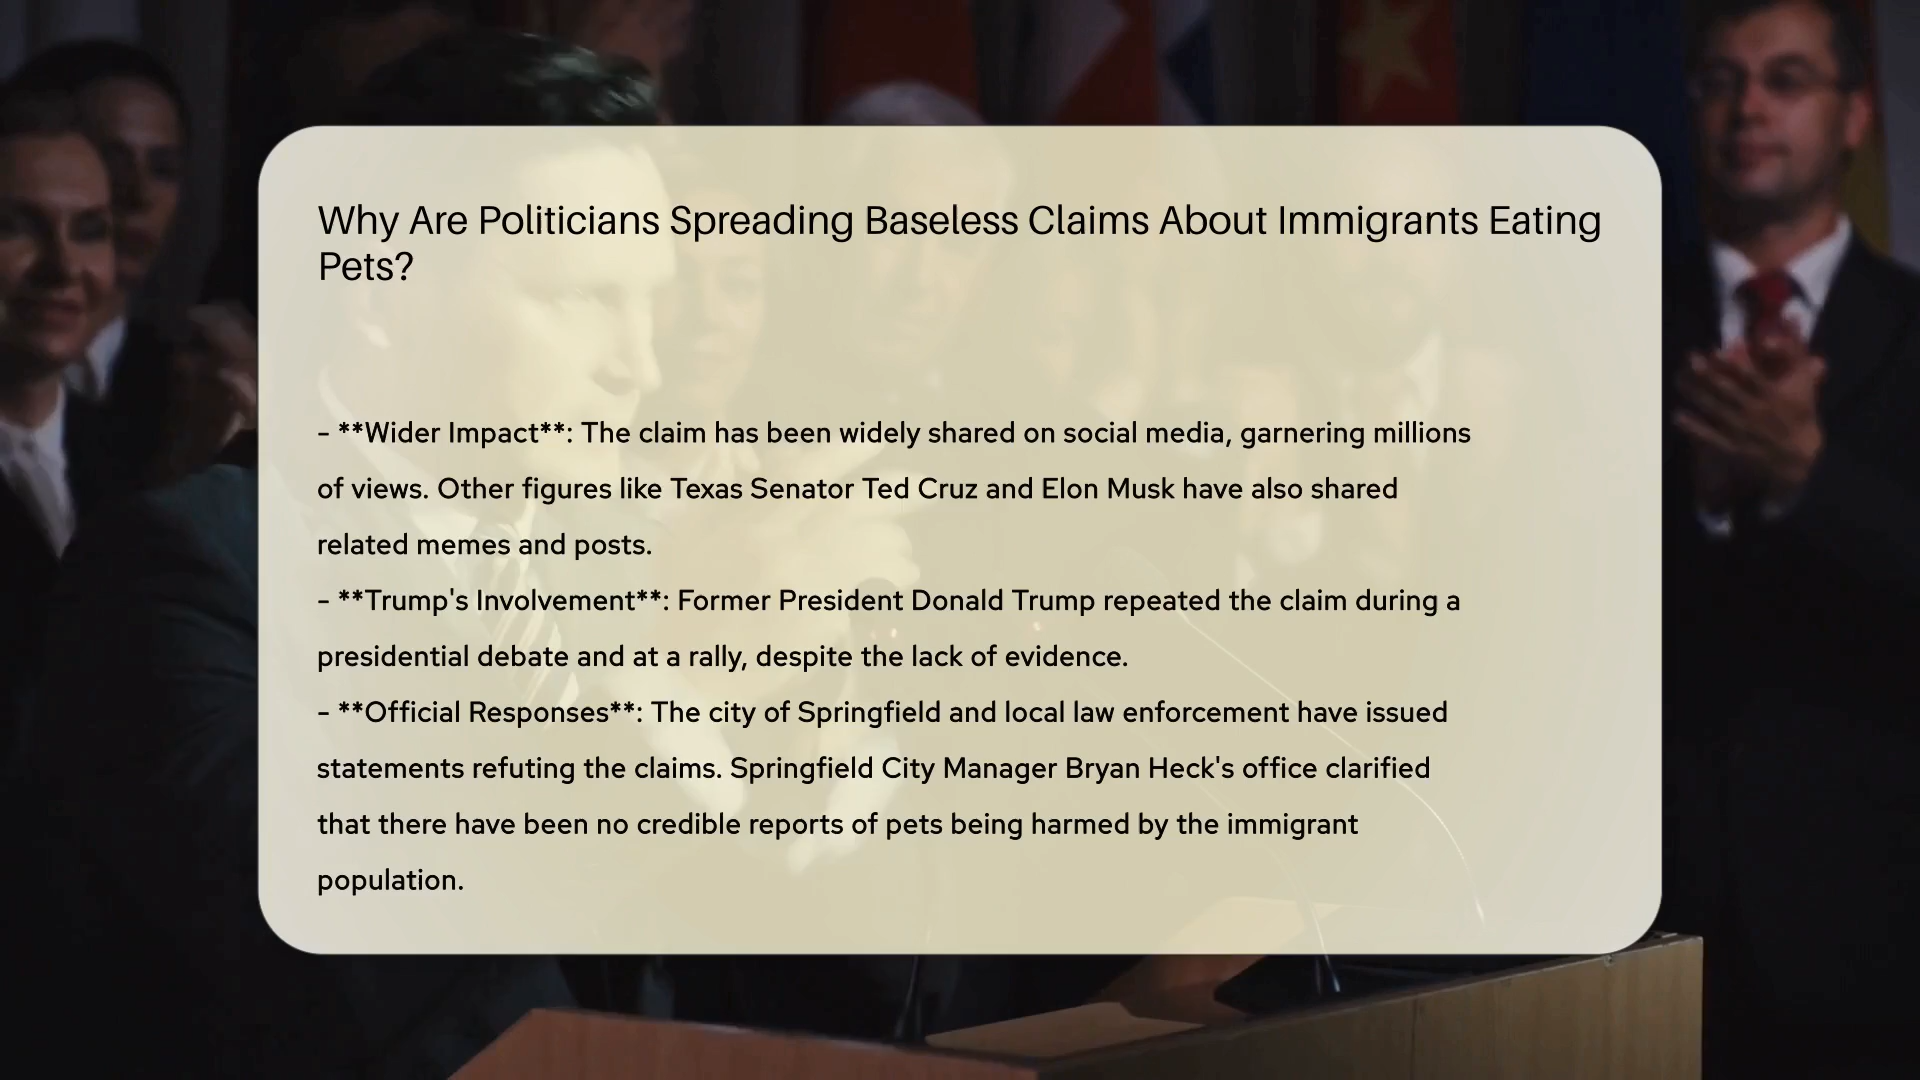 Why Are Politicians Spreading Baseless Claims About Immigrants Eating
Pets?
- **Wider Impact**: The claim has been widely shared on social media, garnering millions
of views. Other figures like Texas Senator Ted Cruz and Elon Musk have also shared
related memes and posts.
- **Trump's Involvement**: Former President Donald Trump repeated the claim during a
presidential debate and at a rally, despite the lack of evidence.
- **Official Responses**: The city of Springfield and local law enforcement have issued
statements refuting the claims. Springfield City Manager Bryan Heck's office clarified
that there have been no credible reports of pets being harmed by the immigrant
population.